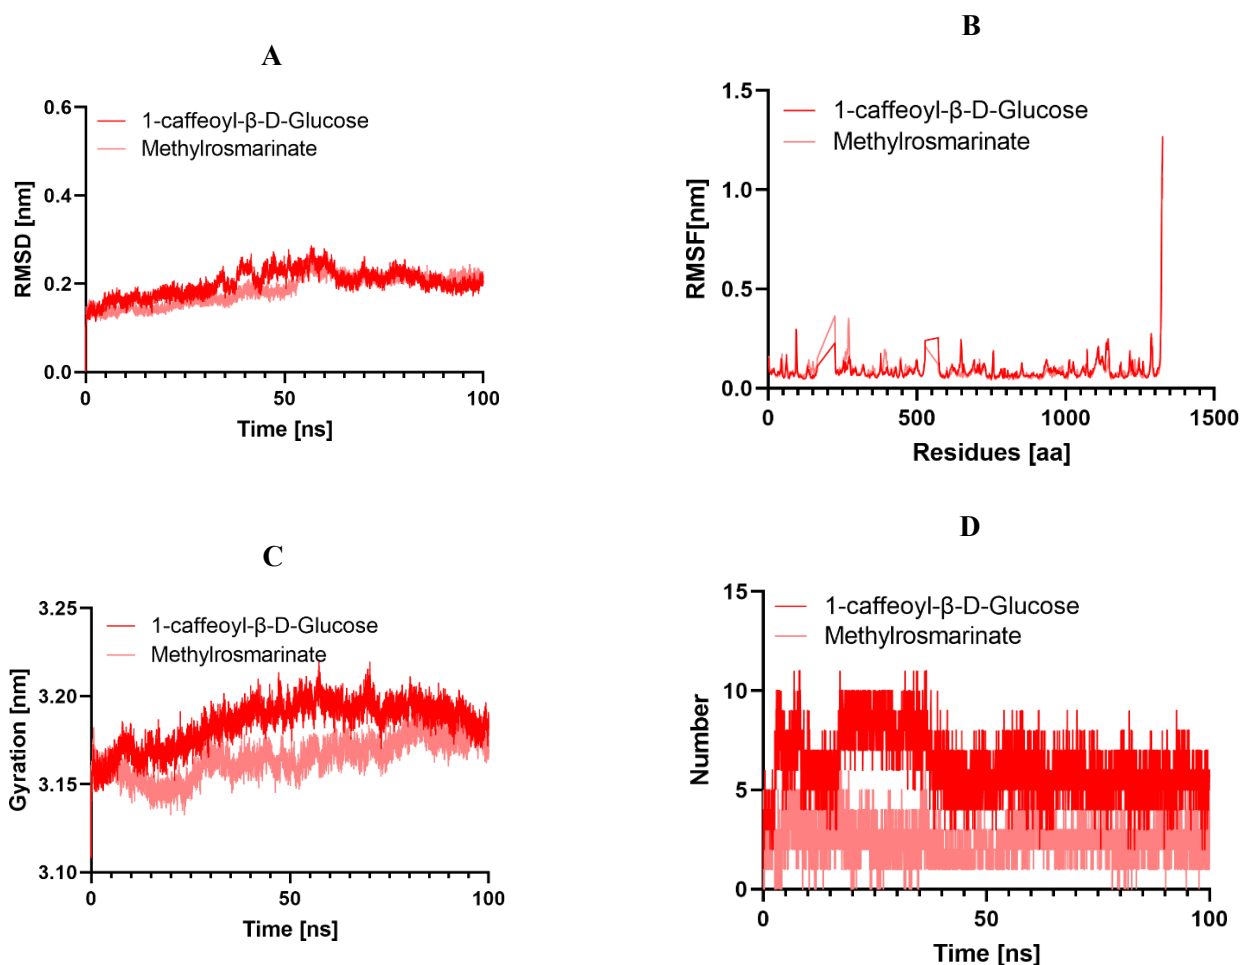 A
0.6
0.4
0.2
0.0
RMSD [nm]
1-caffeoyl-β-D-Glucose
Methylrosmarinate
0
50
100
Time [ns]
B
1.5
1.0
0.5
0.0
RMSF[nm]
1-caffeoyl-β-D-Glucose
Methylrosmarinate
0
500
1000
1500
Residues [aa]
C
3.25
3.20
3.15
3.10
Gyration [nm]
1-caffeoyl-β-D-Glucose
Methylrosmarinate
0
50
100
Time [ns]
D
15
10
5
0
Number
1-caffeoyl-β-D-Glucose
Methylrosmarinate
0
50
100
Time [ns]